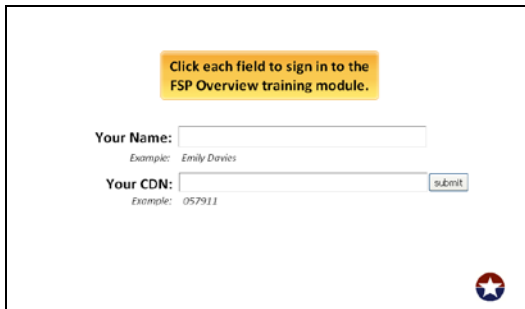 Click each field to sign in to the
FSP Overview training module.
Your Name:
Example: Emily Davies
Your CDN: submit
Example: 057911